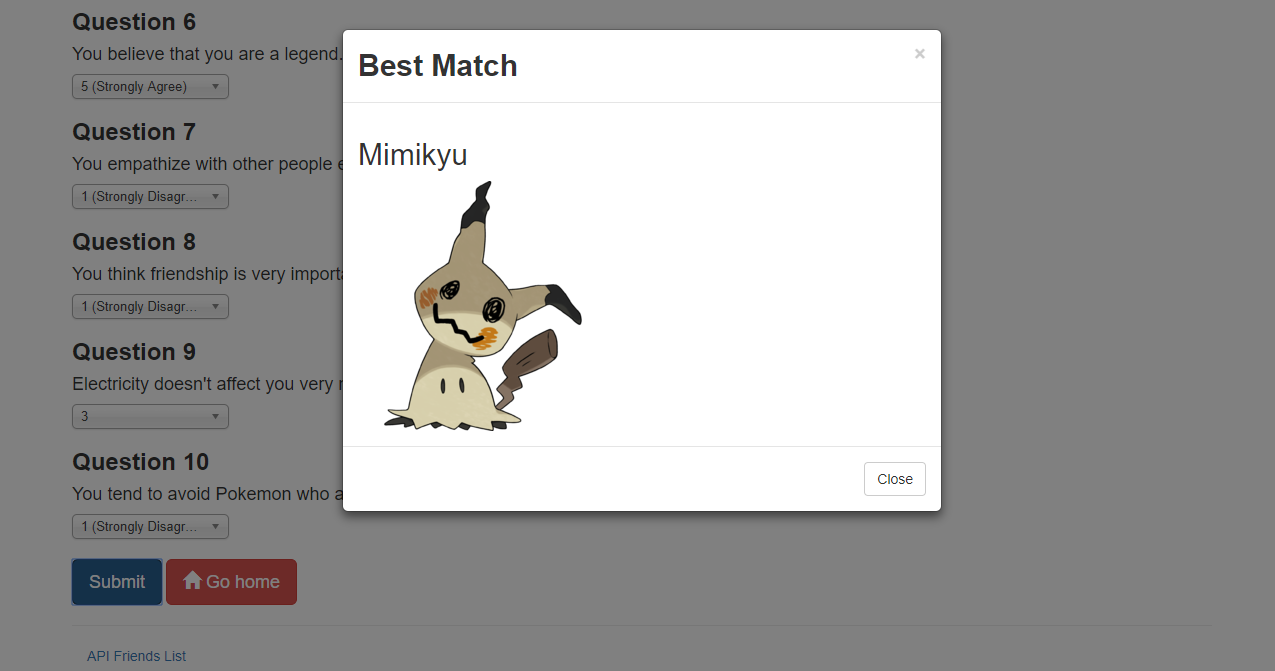 Question 6
You believe that you are a legend.
5 (Strongly Agree)
Question 7
You empathize with other people
1 (Strongly Disagr...
Question 8
You think friendship is very
1 (Strongly Disagr...
Question 9
Electricity doesn't affect you very
3
Question 10
You tend to avoid Pokemon who
1 (Strongly Disagr...
Submit
Go home
API Friends List
Best Match
×
Mimikyu
Close